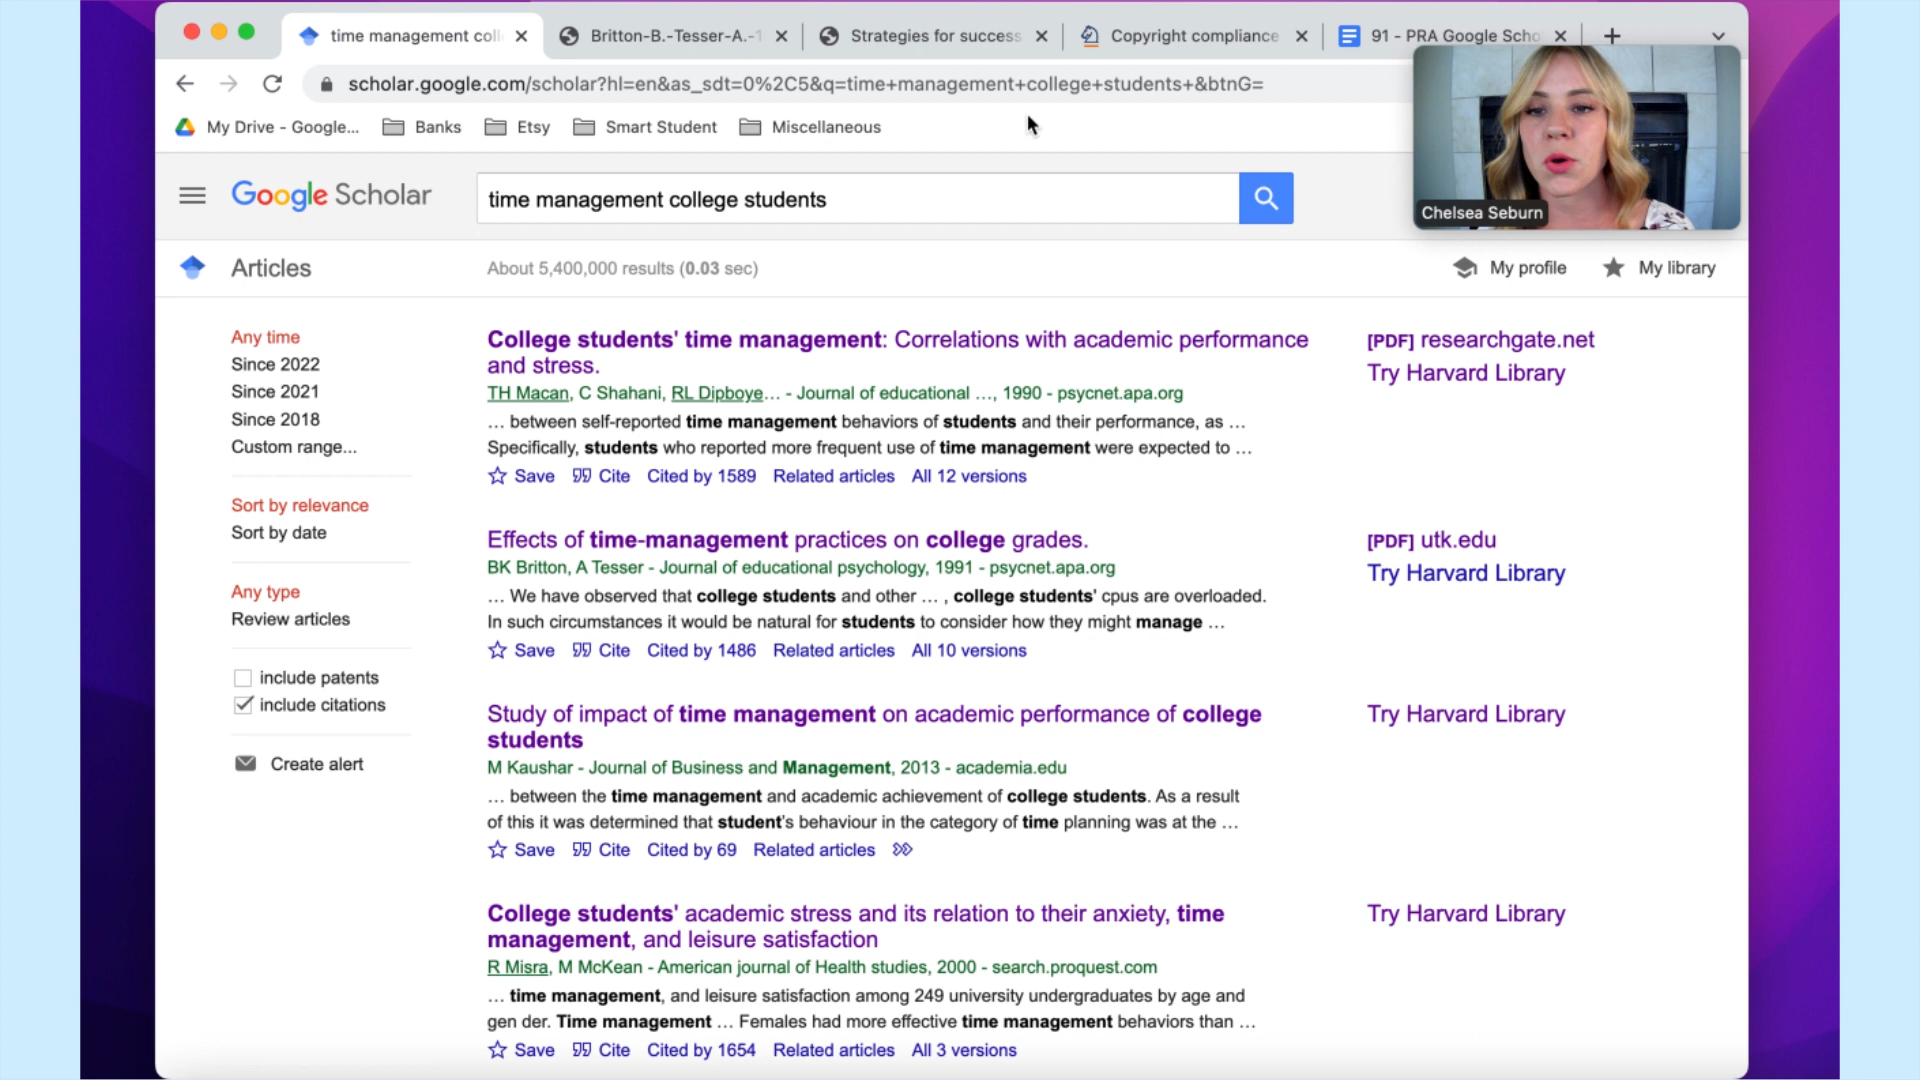 time management coll
Britton-B.-Tesser-A.-1
Strategies for success
Copyright compliance
91 - PRA Google Scho
scholar.google.com/scholar?hl=en&as_sdt=0%2C5&q=time+management+college+students+&btnG=
My Drive - Google...
Banks
Etsy
Smart Student
Miscellaneous
Google Scholar
time management college students
Chelsea Seburn
Articles
About 5,400,000 results (0.03 sec)
My profile
My library
Any time
Since 2022
Since 2021
Since 2018
Custom range...
Sort by relevance
Sort by date
Any type
Review articles
include patents
include citations
Create alert
College students' time management: Correlations with academic performance
and stress.
TH Macan, C Shahani, RL Dipboye… - Journal of educational …, 1990 - psycnet.apa.org
… between self-reported time management behaviors of students and their performance, as …
Specifically, students who reported more frequent use of time management were expected to …
Save Cite Cited by 1589 Related articles All 12 versions
[PDF] researchgate.net
Try Harvard Library
Effects of time-management practices on college grades.
BK Britton, A Tesser - Journal of educational psychology, 1991 - psycnet.apa.org
… We have observed that college students and other … , college students' cpus are overloaded.
In such circumstances it would be natural for students to consider how they might manage …
Save Cite Cited by 1486 Related articles All 10 versions
[PDF] utk.edu
Try Harvard Library
Study of impact of time management on academic performance of college
students
M Kaushar - Journal of Business and Management, 2013 - academia.edu
… between the time management and academic achievement of college students. As a result
of this it was determined that student's behaviour in the category of time planning was at the …
Save Cite Cited by 69 Related articles
Try Harvard Library
College students' academic stress and its relation to their anxiety, time
management, and leisure satisfaction
R Misra, M McKean - American journal of Health studies, 2000 - search.proquest.com
… time management, and leisure satisfaction among 249 university undergraduates by age and
gen der. Time management … Females had more effective time management behaviors than …
Save Cite Cited by 1654 Related articles All 3 versions
Try Harvard Library